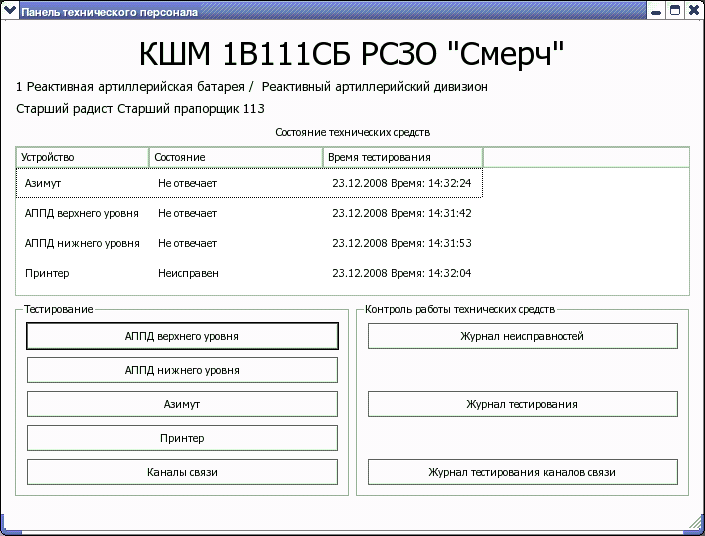 Панель технического персонала
КШМ 1В111СБ РСЗО "Смерч"
1 Реактивная артиллерийская батарея / Реактивный артиллерийский дивизион
Старший радист Старший прапорщик 113
Состояние технических средств
Устройство Состояние Время тестирования
Азимут Не отвечает 23.12.2008 Время: 14:32:24
АППД верхнего уровня Не отвечает 23.12.2008 Время: 14:31:42
АППД нижнего уровня Не отвечает 23.12.2008 Время: 14:31:53
Принтер Неисправен 23.12.2008 Время: 14:32:04
Тестирование
АППД верхнего уровня
АППД нижнего уровня
Азимут
Принтер
Каналы связи
Контроль работы технических средств
Журнал неисправностей
Журнал тестирования
Журнал тестирования каналов связи